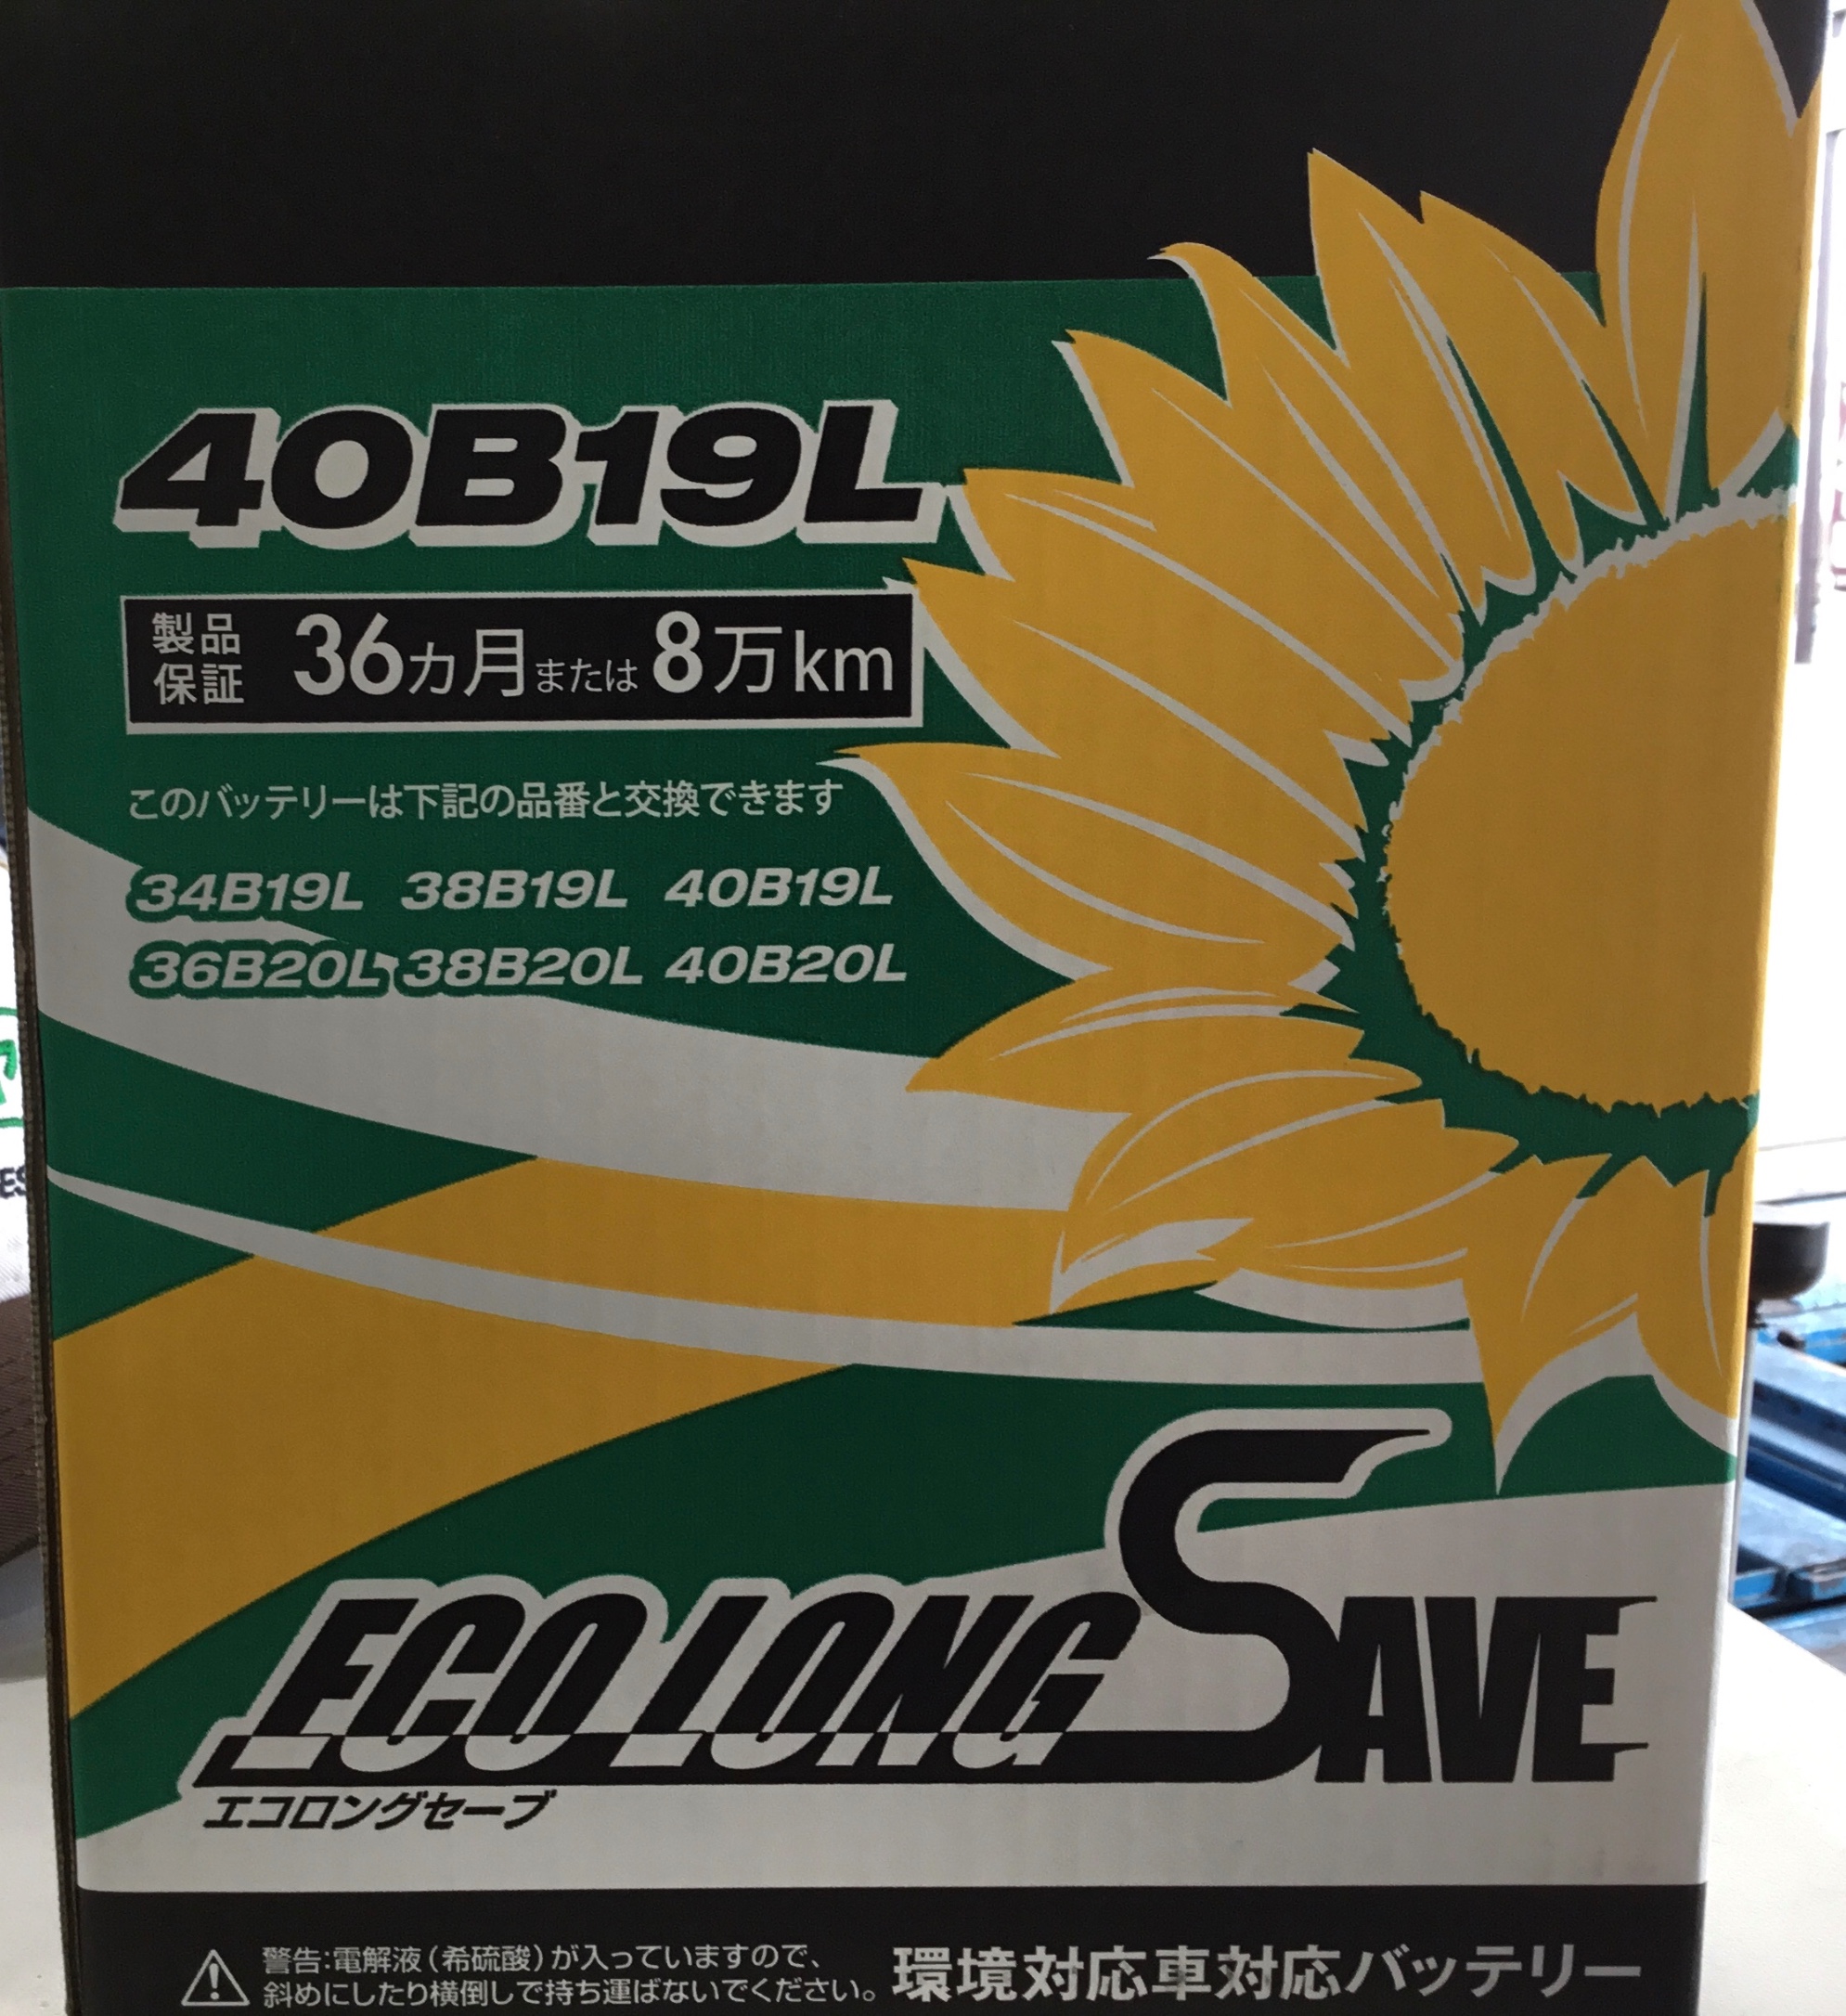 40B19L
製品保証 36カ月または8万km
このバッテリーは下記の品番と交換できます
34B19L 38B19L 40B19L
36B20L 38B20L 40B20L
ECO LONG SAVE
エコロングセーブ
警告:電解液(希硫酸)が入っていますので、
斜めにしたり横倒しで持ち運ばないでください。
環境対応車対応バッテリー